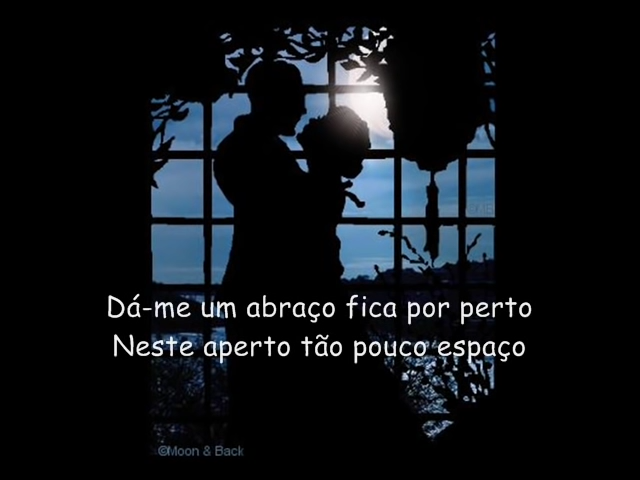 Dá-me um abraço fica por perto
Neste aperto tão pouco espaço
©Moon & Back